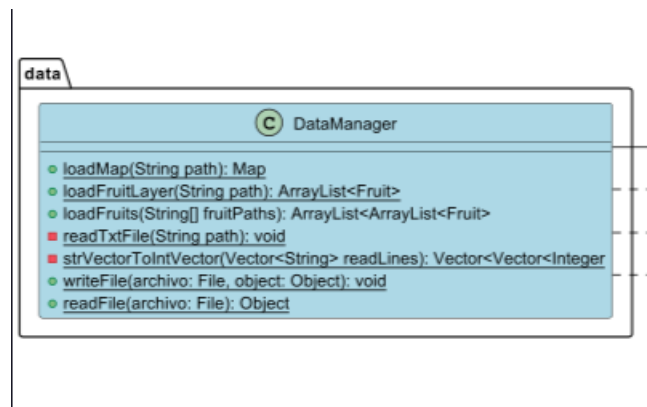 data
C DataManager
loadMap(String path): Map
loadFruitLayer(String path): ArrayList<Fruit>
loadFruits(String[] fruitPaths): ArrayList<ArrayList<Fruit>
readTxtFile(String path): void
strVectorToIntVector(Vector<String> readLines): Vector<Vector<Integer
writeFile(archivo: File, object: Object): void
readFile(archivo: File): Object